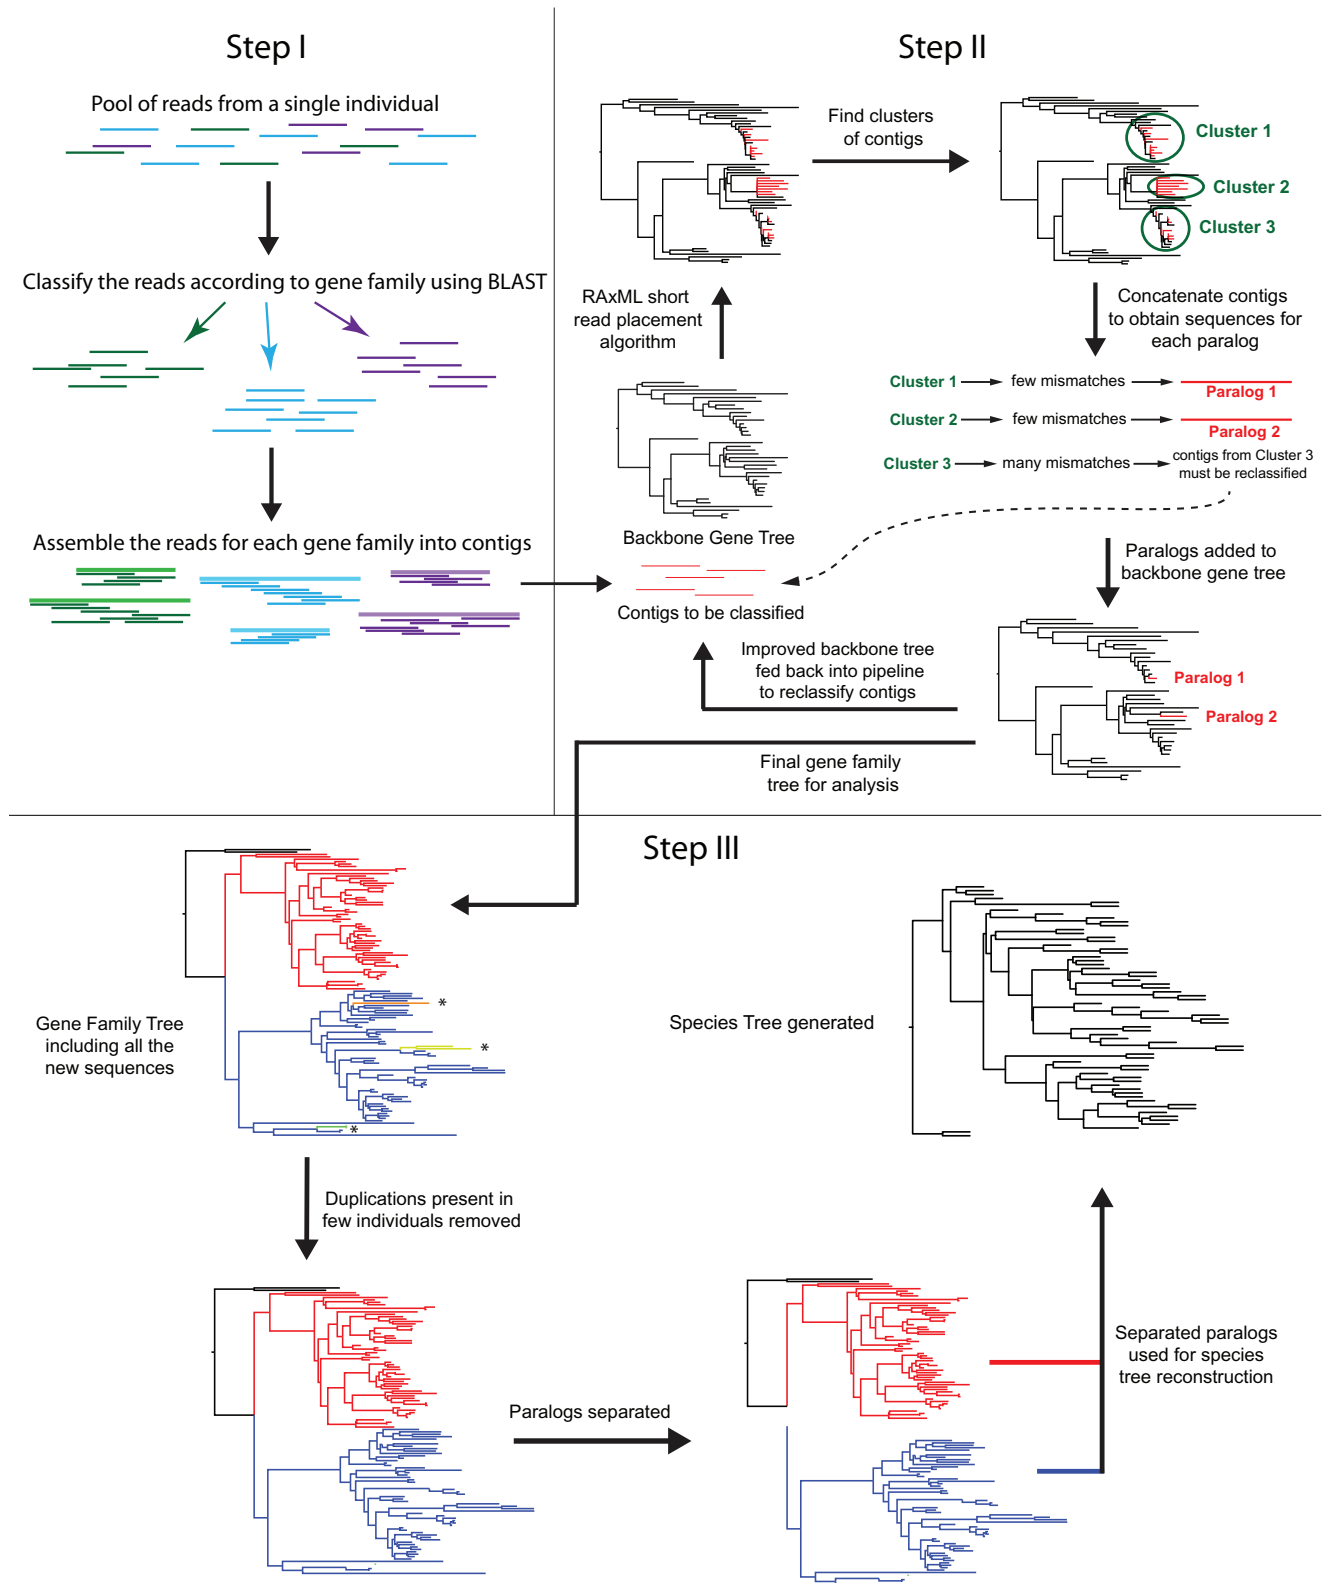 Step I
Pool of reads from a single individual
Classify the reads according to gene family using BLAST
Assemble the reads for each gene family into contigs
Step II
Find clusters
of contigs
Cluster 1
Cluster 2
Cluster 3
RAxML short
read placement
algorithm
Concatenate contigs
to obtain sequences for
each paralog
Cluster 1
few mismatches
Paralog 1
Cluster 2
few mismatches
Paralog 2
Cluster 3
many mismatches
contigs from Cluster 3
must be reclassified
Backbone Gene Tree
Contigs to be classified
Paralogs added to
backbone gene tree
Improved backbone tree
fed back into pipeline
to reclassify contigs
Paralog 1
Paralog 2
Final gene family
tree for analysis
Step III
*
*
*
Gene Family Tree
including all the
new sequences
Species Tree generated
Duplications present in
few individuals removed
Paralogs separated
Separated paralogs
used for species
tree reconstruction